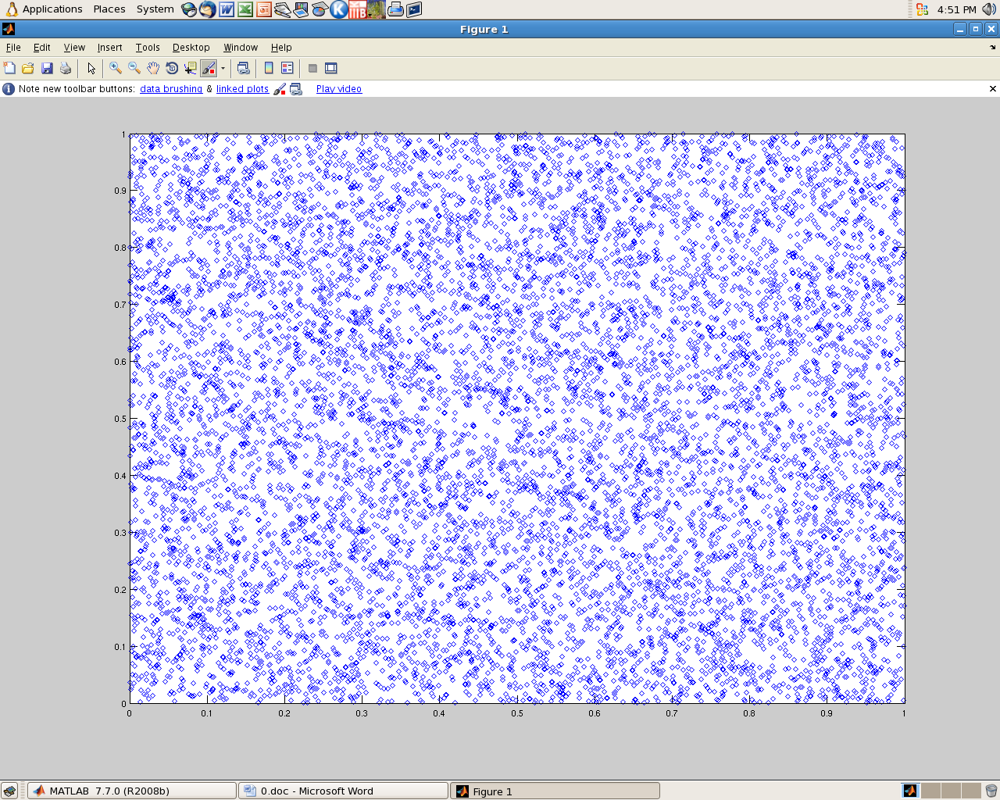 Applications Places System 4:51 PM
Figure 1
File Edit View Insert Tools Desktop Window Help
Note new toolbar buttons: data brushing & linked plots Play video
1
0.9
0.8
0.7
0.6
0.5
0.4
0.3
0.2
0.1
0
0 0.1 0.2 0.3 0.4 0.5 0.6 0.7 0.8 0.9 1
MATLAB 7.7.0 (R2008b) 0.doc - Microsoft Word Figure 1